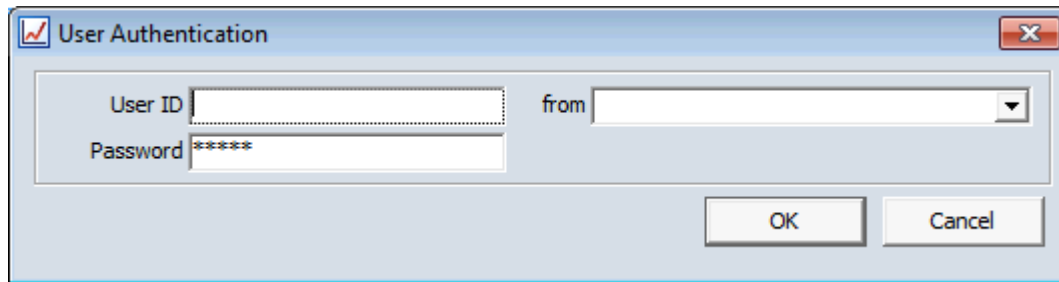 User Authentication
User ID from
Password *****
OK Cancel